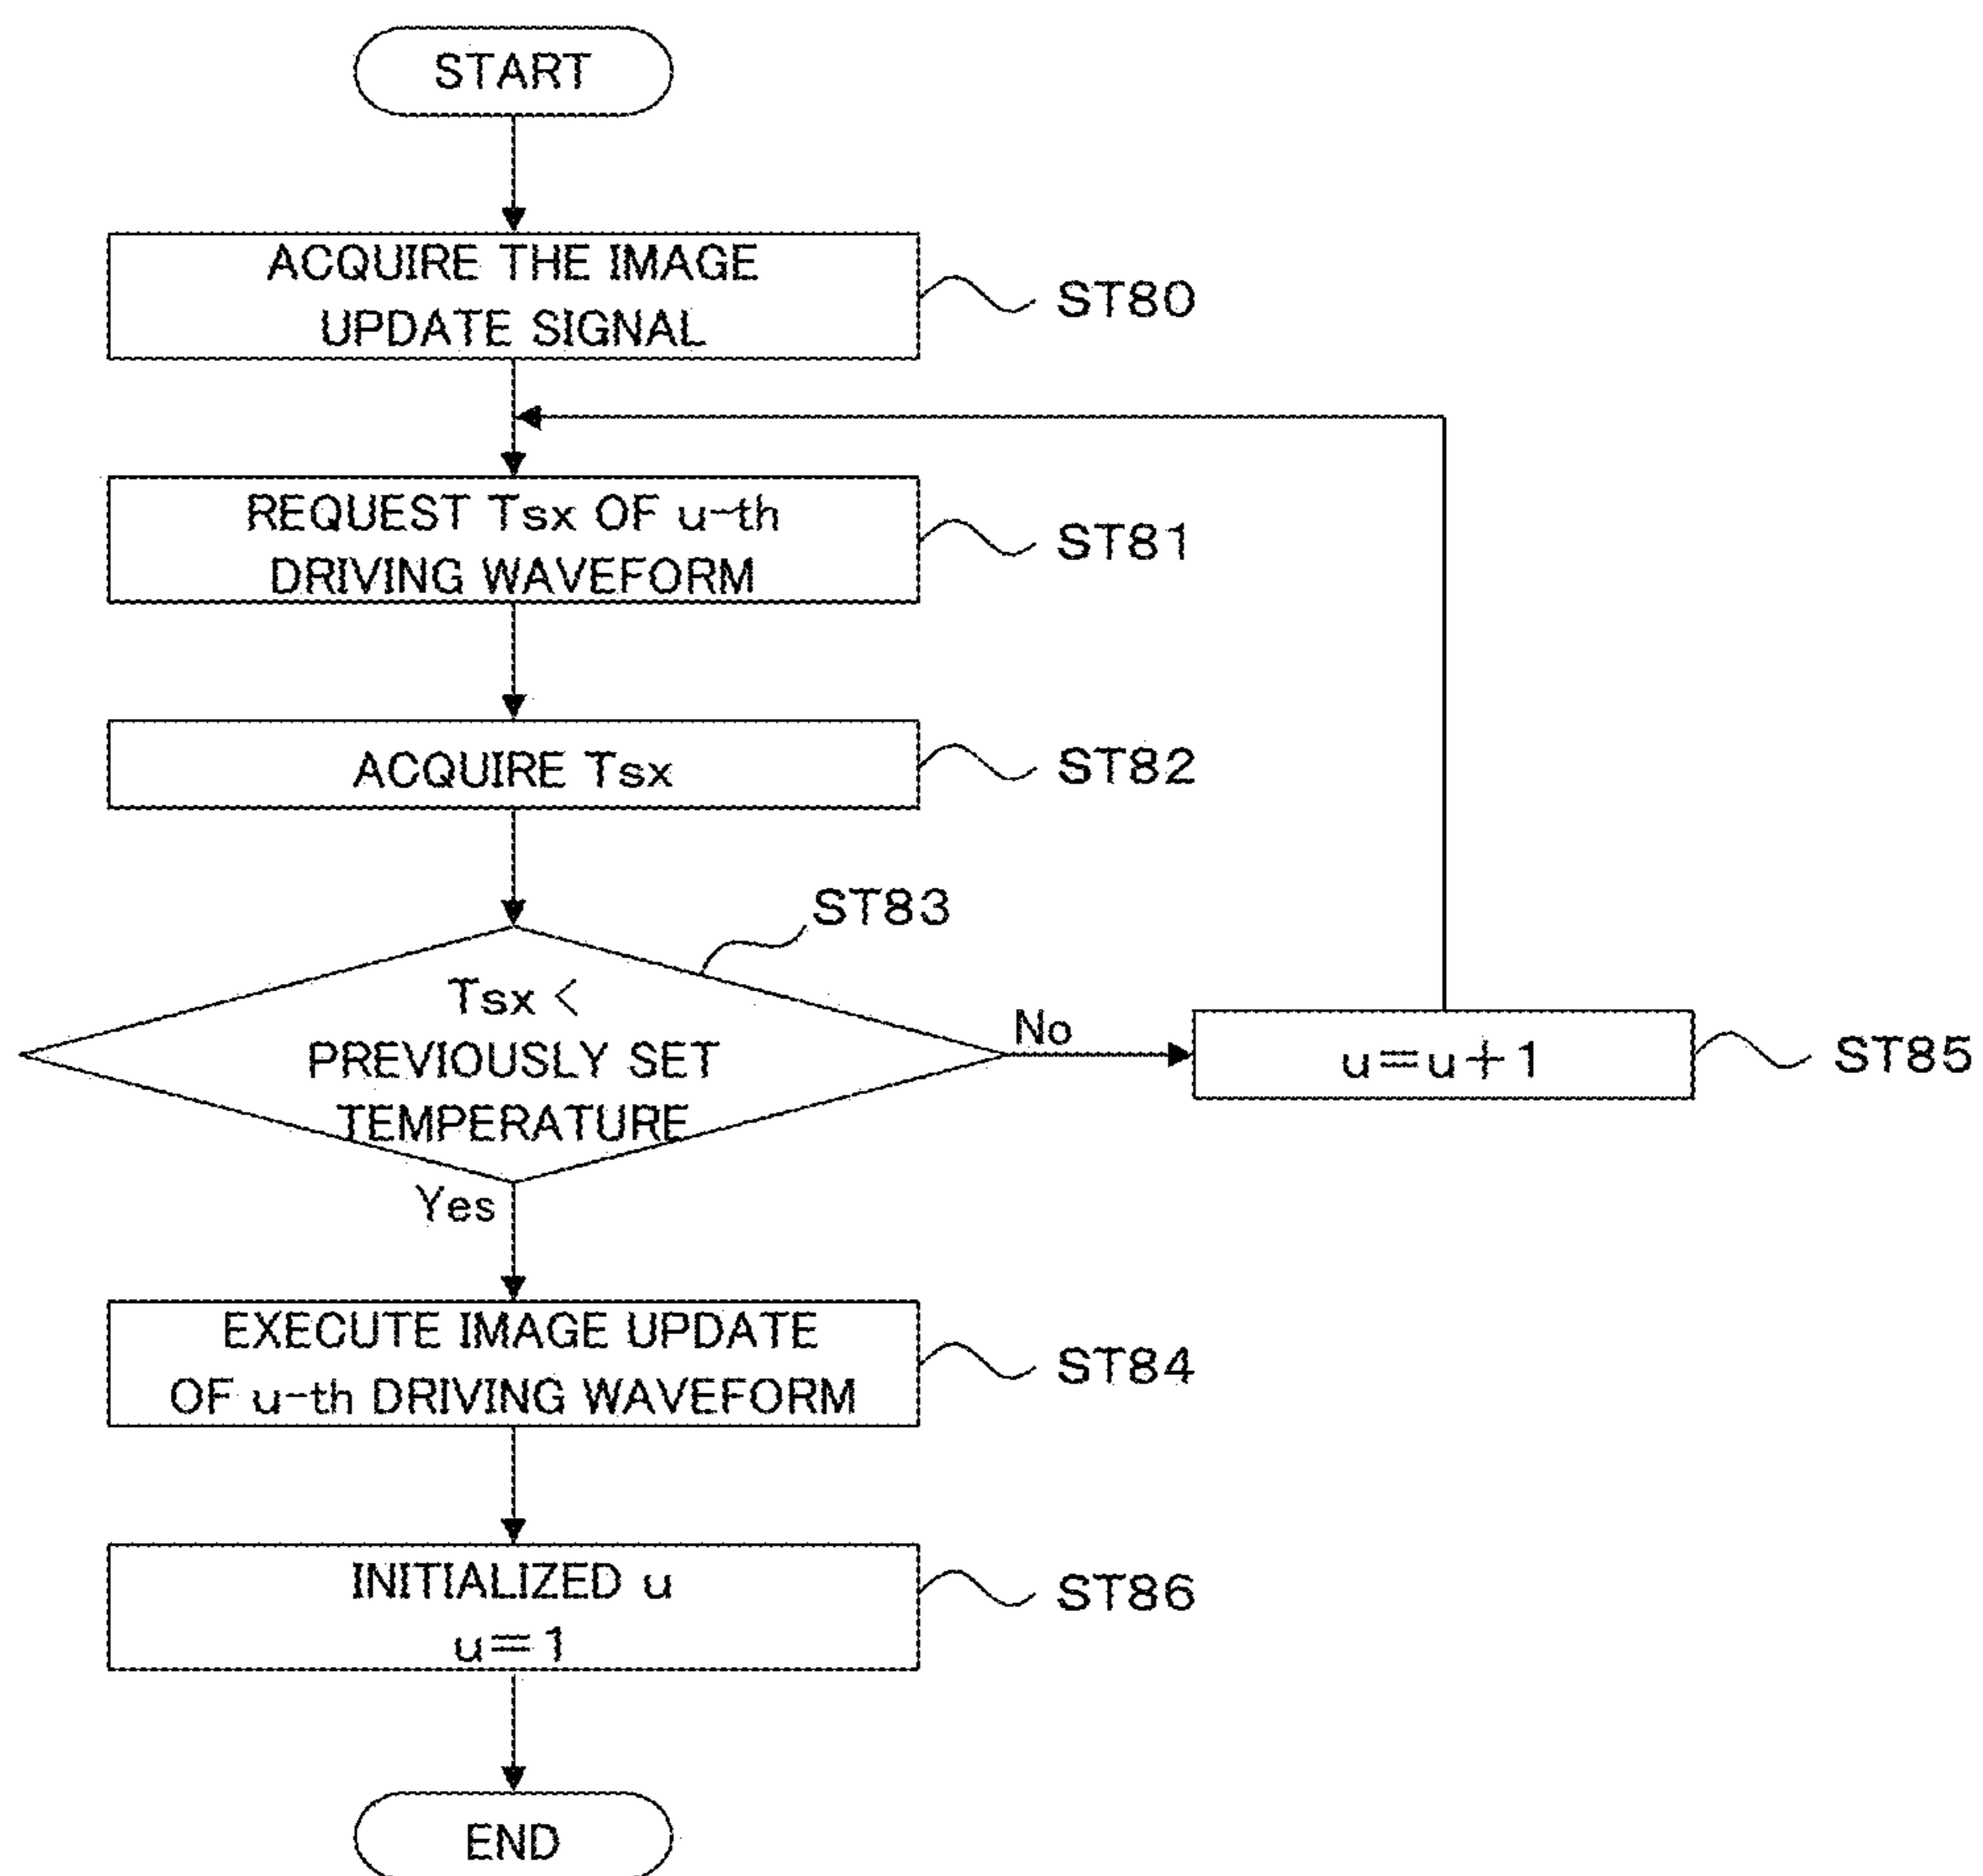 START
ACQUIRE THE IMAGE
UPDATE SIGNAL
ST80
REQUEST Tsx OF u-th
DRIVING WAVEFORM
ST81
ACQUIRE Tsx
ST82
ST83
Tsx <
PREVIOUSLY SET
TEMPERATURE
No
u=u+1
ST85
Yes
EXECUTE IMAGE UPDATE
OF u-th DRIVING WAVEFORM
ST84
INITIALIZED u
u=1
ST86
END